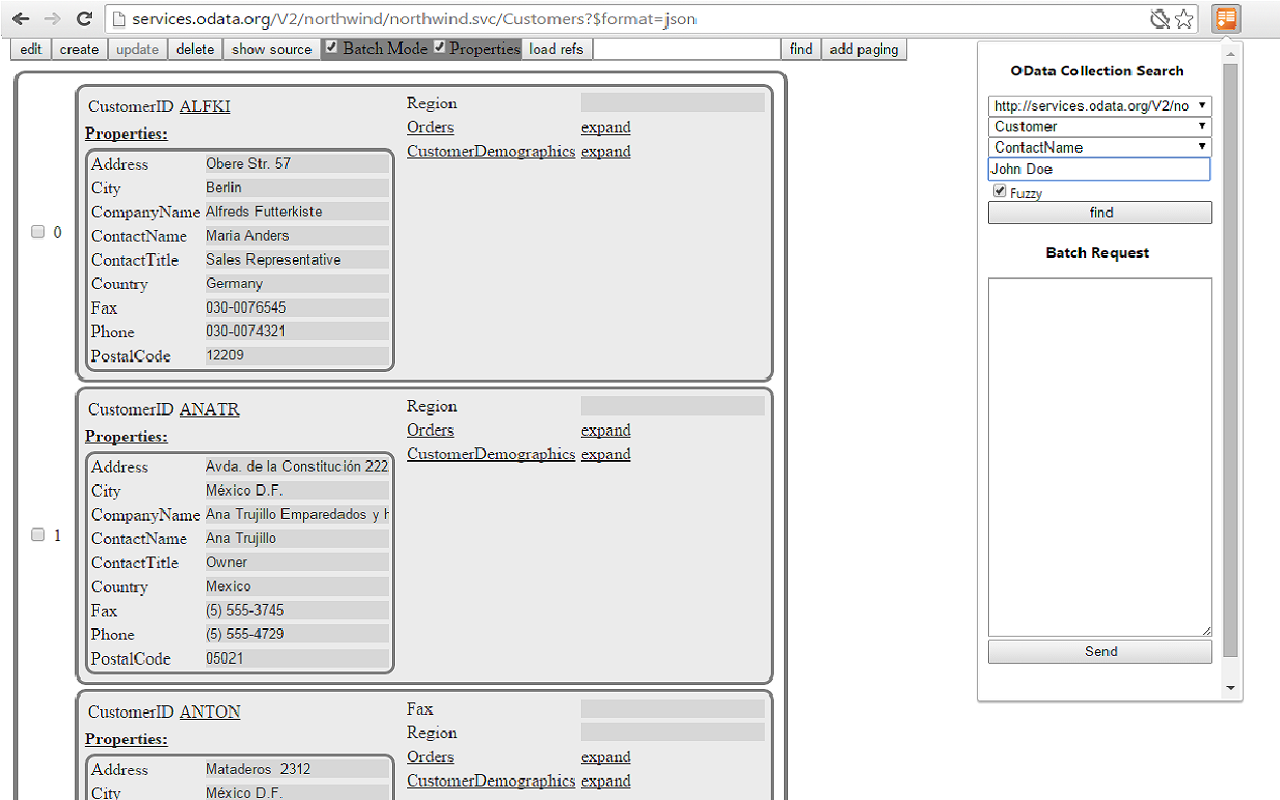 services.odata.org/V2/northwind/northwind.svc/Customers?$format=json
edit create update delete show source Batch Mode Properties load refs find add paging
CustomerID ALFKI
Properties:
Address Obere Str. 57
City Berlin
CompanyName Alfreds Futterkiste
ContactName Maria Anders
ContactTitle Sales Representative
Country Germany
Fax 030-0076545
Phone 030-0074321
PostalCode 12209
Region
Orders expand
CustomerDemographics expand
0
CustomerID ANATR
Properties:
Address Avda. de la Constitución 222
City México D.F.
CompanyName Ana Trujillo Emparedados y h
ContactName Ana Trujillo
ContactTitle Owner
Country Mexico
Fax (5) 555-3745
Phone (5) 555-4729
PostalCode 05021
Region
Orders expand
CustomerDemographics expand
1
CustomerID ANTON
Properties:
Address Mataderos 2312
City México D.F.
Fax
Region
Orders expand
CustomerDemographics expand
OData Collection Search
http://services.odata.org/V2/no
Customer
ContactName
John Doe
Fuzzy
find
Batch Request
Send